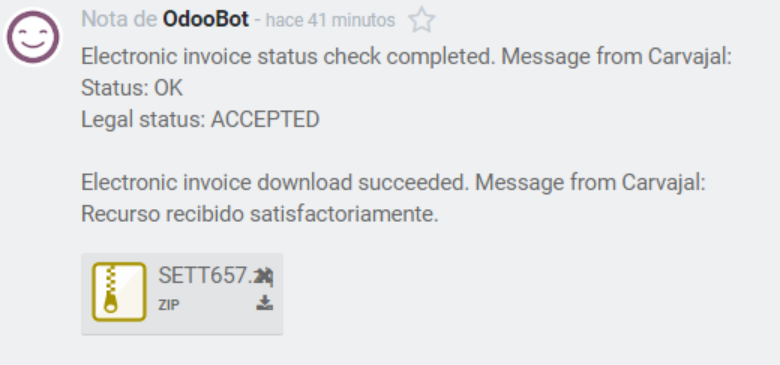 Nota de OdooBot - hace 41 minutos
Electronic invoice status check completed. Message from Carvajal:
Status: OK
Legal status: ACCEPTED
Electronic invoice download succeeded. Message from Carvajal:
Recurso recibido satisfactoriamente.
SETT657.
ZIP